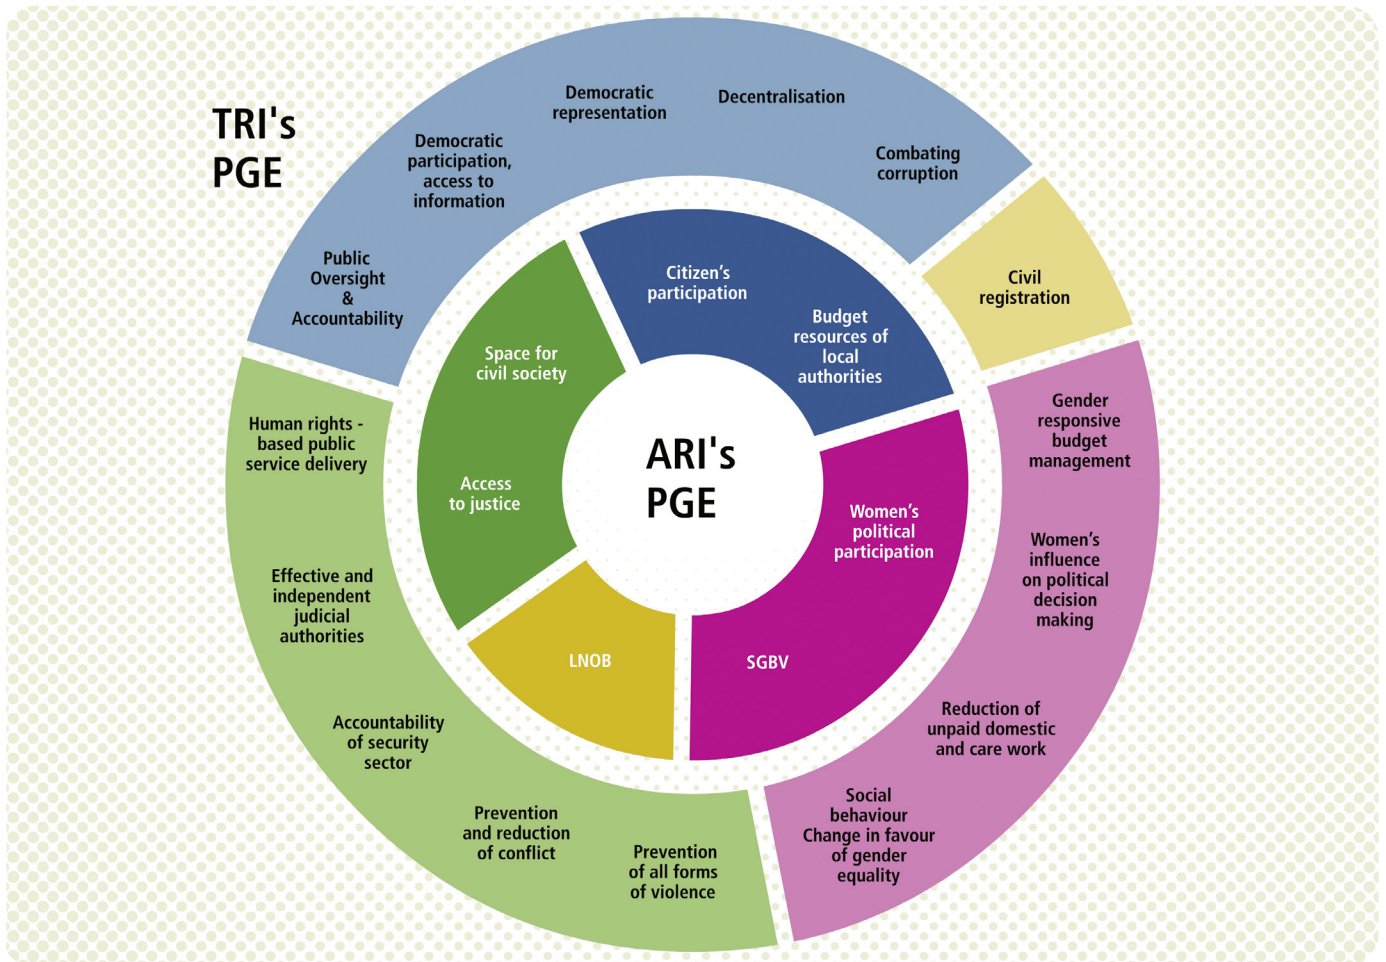 TRI's
PGE
Democratic
representation
Decentralisation
Democratic
participation,
access to
information
Combating
corruption
Public
Oversight
&
Accountability
Civil
registration
Citizen’s
participation
Budget
resources of
local
authorities
Space for
civil society
Access
to justice
ARI's
PGE
Women’s
political
participation
LNOB
SGBV
Human rights -
based public
service delivery
Effective and
independent
judicial
authorities
Accountability
of security
sector
Prevention
and reduction
of conflict
Prevention
of all forms
of violence
Gender
responsive
budget
management
Women’s
influence
on political
decision
making
Reduction of
unpaid domestic
and care work
Social
behaviour
Change in favour
of gender
equality